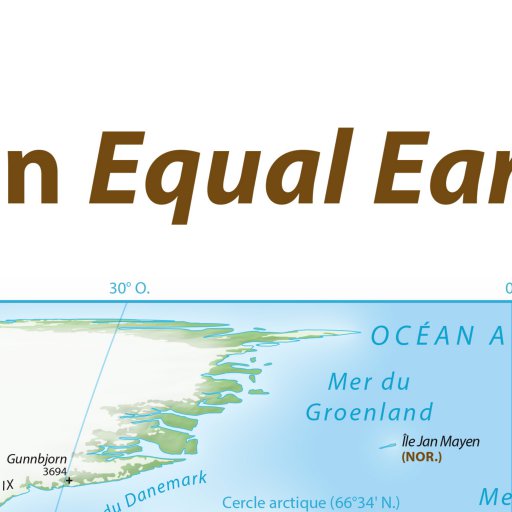 n Equal Ear
30° O.
0
OCÉAN A
Mer du
Groenland
Île Jan Mayen
(NOR.)
Gunnbjorn
3694
IX
du Danemark
Cercle arctique (66°34' N.)
Me